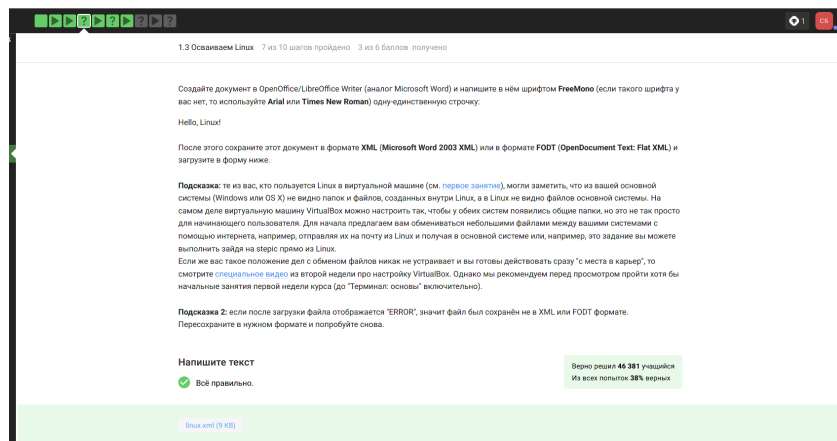 1
СБ
1.3 Осваиваем Linux 7 из 10 шагов пройдено 3 из 6 баллов получено
Создайте документ в OpenOffice/LibreOffice Writer (аналог Microsoft Word) и напишите в нём шрифтом FreeMono (если такого шрифта у
вас нет, то используйте Arial или Times New Roman) одну-единственную строчку:
Hello, Linux!
После этого сохраните этот документ в формате XML (Microsoft Word 2003 XML) или в формате FODT (OpenDocument Text: Flat XML) и
загрузите в форму ниже.
Подсказка: те из вас, кто пользуется Linux в виртуальной машине (см. первое занятие), могли заметить, что из вашей основной
системы (Windows или OS X) не видно папок и файлов, созданных внутри Linux, а в Linux не видно файлов основной системы. На
самом деле виртуальную машину VirtualBox можно настроить так, чтобы у обеих систем появились общие папки, но это не так просто
для начинающего пользователя. Для начала предлагаем вам обмениваться небольшими файлами между вашими системами с
помощью интернета, например, отправляя их на почту из Linux и получая в основной системе или, например, это задание вы можете
выполнить зайдя на stepic прямо из Linux.
Если же вас такое положение дел с обменом файлов никак не устраивает и вы готовы действовать сразу "с места в карьер", то
смотрите специальное видео из второй недели про настройку VirtualBox. Однако мы рекомендуем перед просмотром пройти хотя бы
начальные занятия первой недели курса (до "Терминал: основы" включительно).
Подсказка 2: если после загрузки файла отображается "ERROR", значит файл был сохранён не в XML или FODT формате.
Пересохраните в нужном формате и попробуйте снова.
Напишите текст
Верно решил 46 381 учащийся
Из всех попыток 38% верных
Всё правильно.
linux.xml (9 KB)